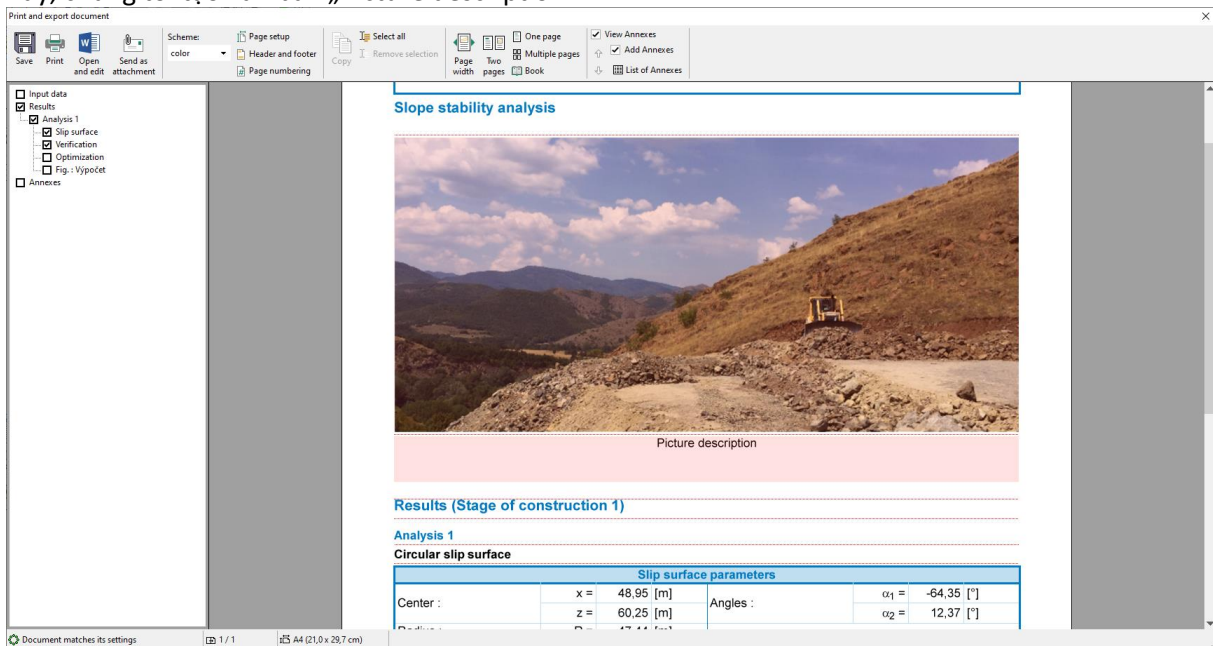 Print and export document
Scheme:
color
Save
Print
Open and edit
Send as attachment
Page setup
Header and footer
Page numbering
Copy
Select all
Remove selection
Page width
Two pages
One page
Multiple pages
Book
View Annexes
Add Annexes
List of Annexes
Input data
Results
Analysis 1
Slip surface
Verification
Optimization
Fig. : Výpočet
Annexes
Slope stability analysis
Picture description
Results (Stage of construction 1)
Analysis 1
Circular slip surface
Slip surface parameters
Center :
x = 48,95 [m]
z = 60,25 [m]
Angles :
α1 = -64,35 [°]
α2 = 12,37 [°]
Document matches its settings
1 / 1
A4 (21,0 x 29,7 cm)